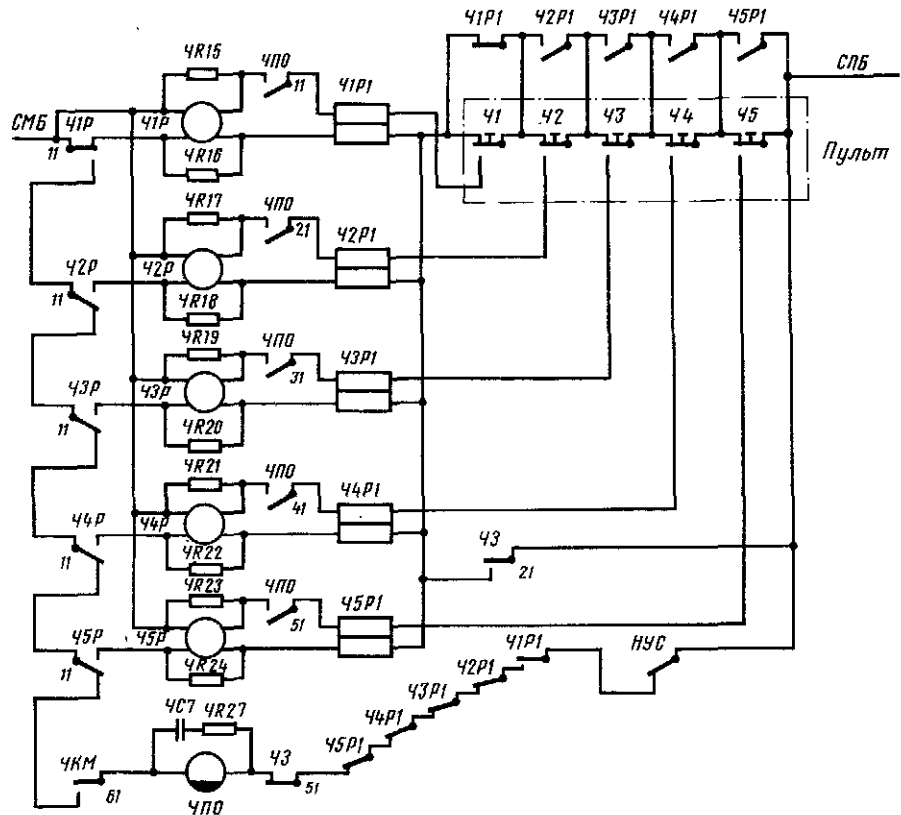 Ч1Р1 Ч2Р1 Ч3Р1 Ч4Р1 Ч5Р1
СПБ
ЧR15
ЧПО
11
Ч1Р1
СМБ
Ч1Р
11
Ч1Р
ЧR16
Ч1 Ч2 Ч3 Ч4 Ч5
Пульт
ЧR17
ЧПО
21
Ч2Р1
Ч2Р
11
Ч2Р
ЧR18
ЧR19
ЧПО
31
Ч3Р1
Ч3Р
11
Ч3Р
ЧR20
ЧR21
ЧПО
41
Ч4Р1
Ч4Р
11
Ч4Р
ЧR22
ЧЗ
21
ЧR23
ЧПО
51
Ч5Р1
Ч5Р
11
Ч5Р
ЧR24
НУС
Ч1Р1
Ч2Р1
Ч3Р1
Ч4Р1
Ч5Р1
ЧС7 ЧR27
ЧКМ
61
ЧПО
ЧЗ
51